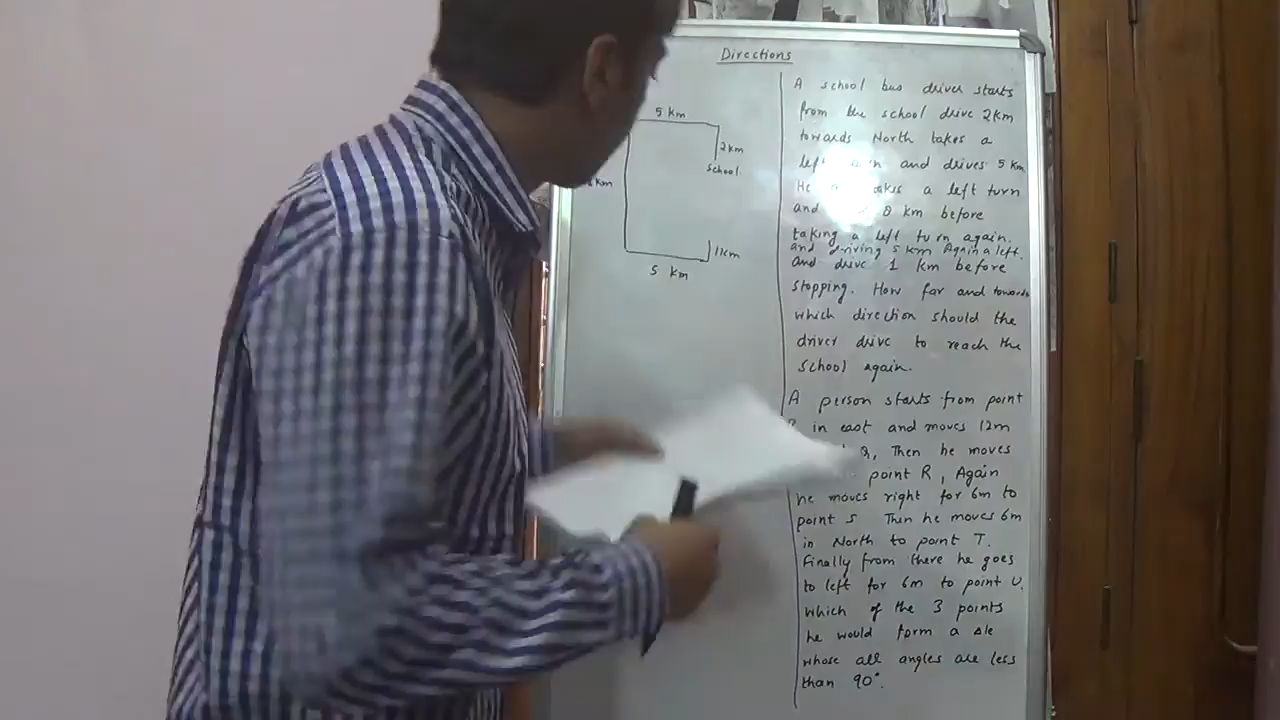 Directions
5 km
2km
School
km
11cm
5 km
A school bus driver starts
from the school drive 2km
towards North takes a
left and drives 5 km
He takes a left turn
and 8 km before
taking a left turn again.
and driving 5 km Again a left.
and drive 1 km before
stopping. How far and towards
which direction should the
driver drive to reach the
school again.
A person starts from point
in east and moves 12m
Q, Then he moves
point R, Again
he moves right for 6m to
point S Then he moves 6m
in North to point T.
Finally from there he goes
to left for 6m to point U.
which of the 3 points
he would form a Δle
whose all angles are less
than 90°.